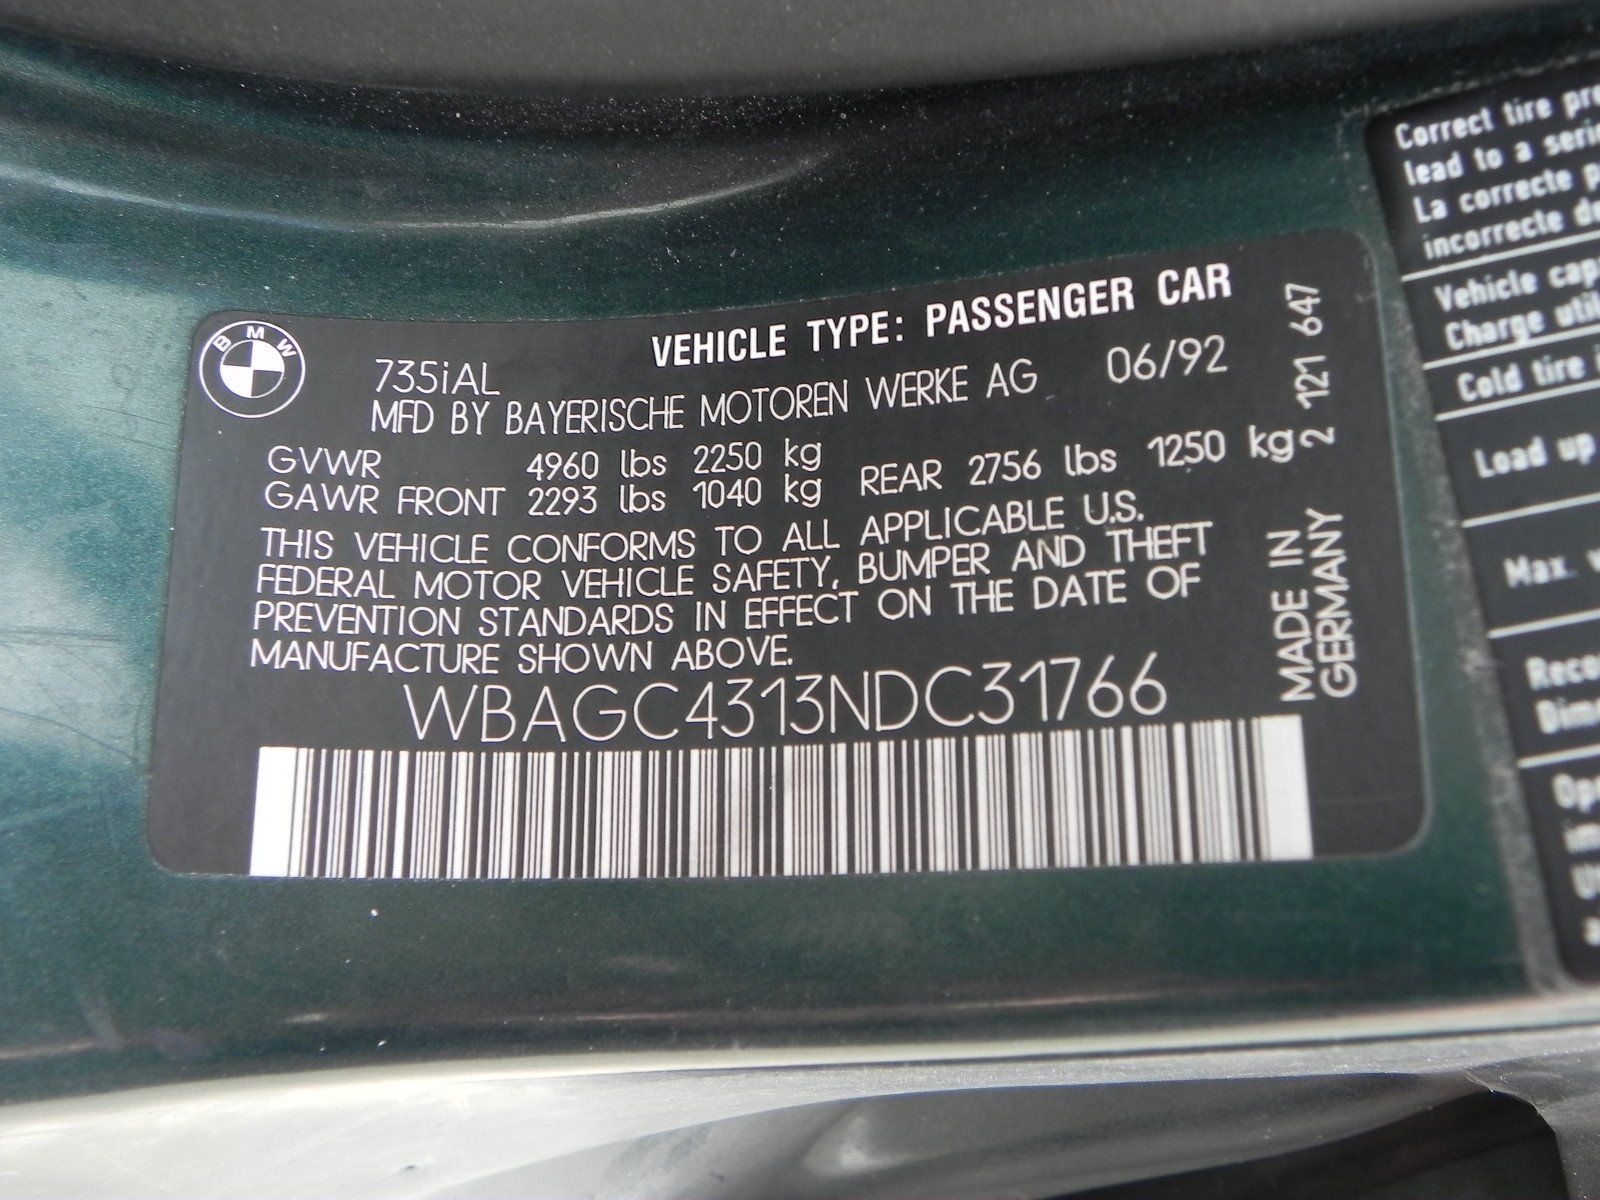 BMW
VEHICLE TYPE: PASSENGER CAR
735iAL
MFD BY BAYERISCHE MOTOREN WERKE AG 06/92
GVWR 4960 lbs 2250 kg
GAWR FRONT 2293 lbs 1040 kg REAR 2756 lbs 1250 kg
THIS VEHICLE CONFORMS TO ALL APPLICABLE U.S.
FEDERAL MOTOR VEHICLE SAFETY, BUMPER AND THEFT
PREVENTION STANDARDS IN EFFECT ON THE DATE OF
MANUFACTURE SHOWN ABOVE.
WBAGC4313NDC31766
2 121 647
MADE IN
GERMANY
Correct tire
lead to a
La correcte
incorrecte
Vehicle
Charge
Cold tire
Load up
Max.